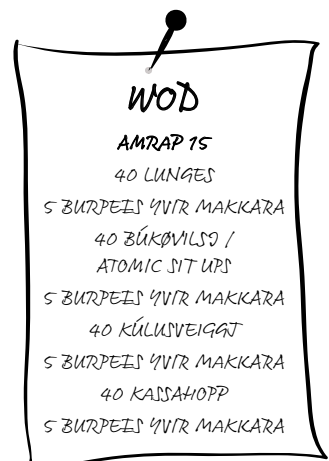 WOD
AMRAP 15
40 LUNGES
5 BURPEES YVIR MAKKARA
40 BÚKØVILSI /
ATOMIC SIT UPS
5 BURPEES YVIR MAKKARA
40 KÚLUSVEIGGJ
5 BURPEES YVIR MAKKARA
40 KASSAHOPP
5 BURPEES YVIR MAKKARA